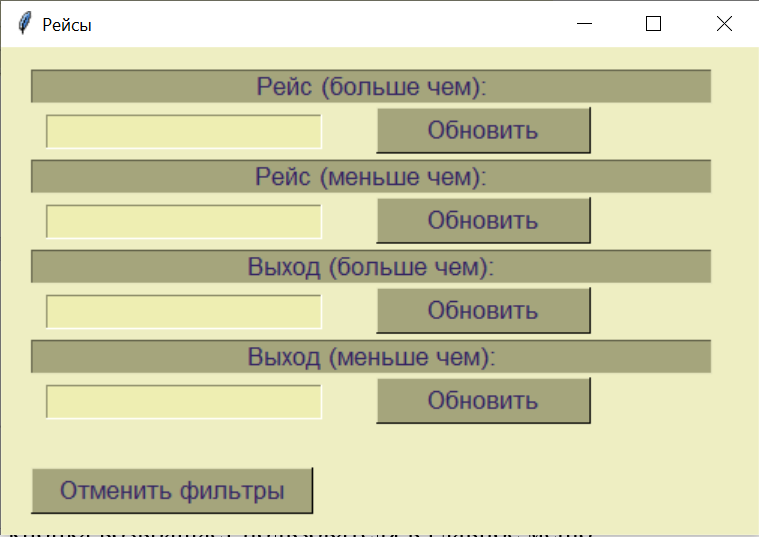 Рейсы
Рейс (больше чем):
Обновить
Рейс (меньше чем):
Обновить
Выход (больше чем):
Обновить
Выход (меньше чем):
Обновить
Отменить фильтры